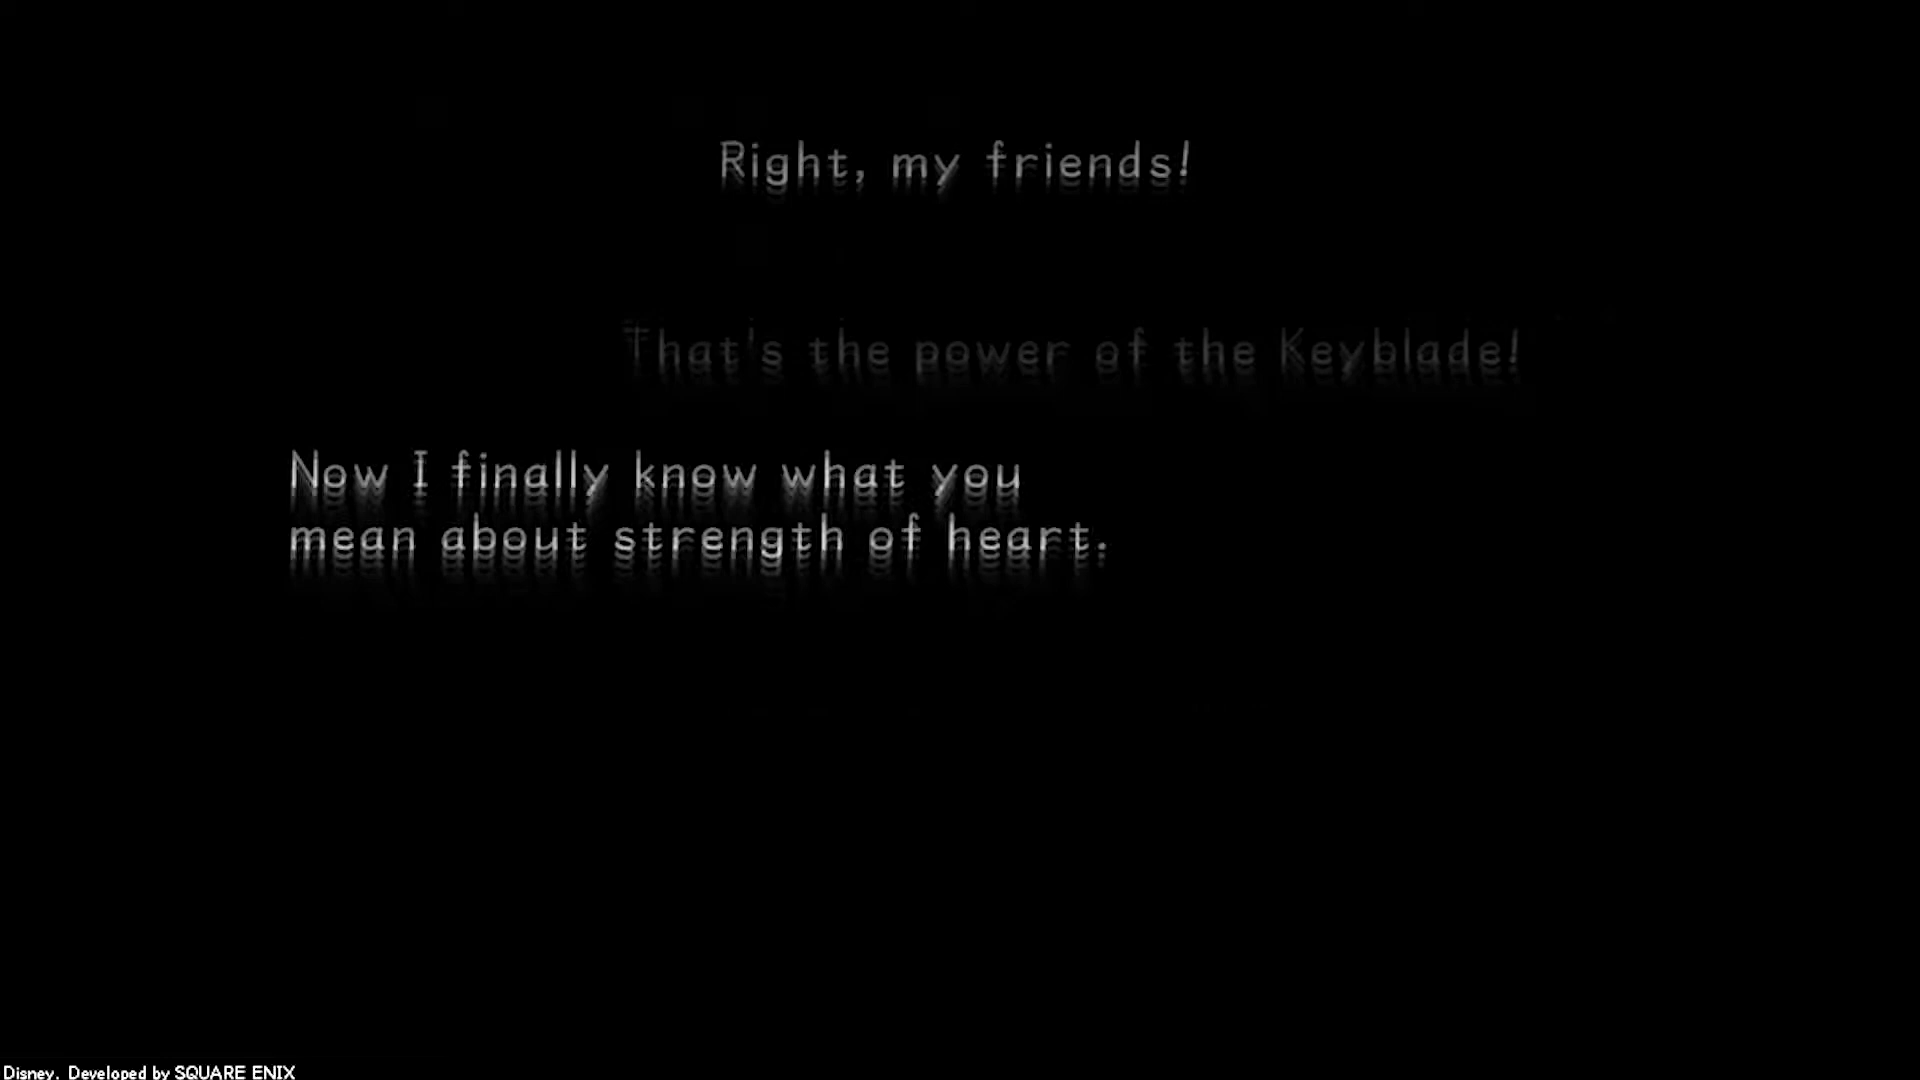 Right, my friends!
That's the power of the Keyblade!
Now I finally know what you
mean about strength of heart.
Disney. Developed by SQUARE ENIX